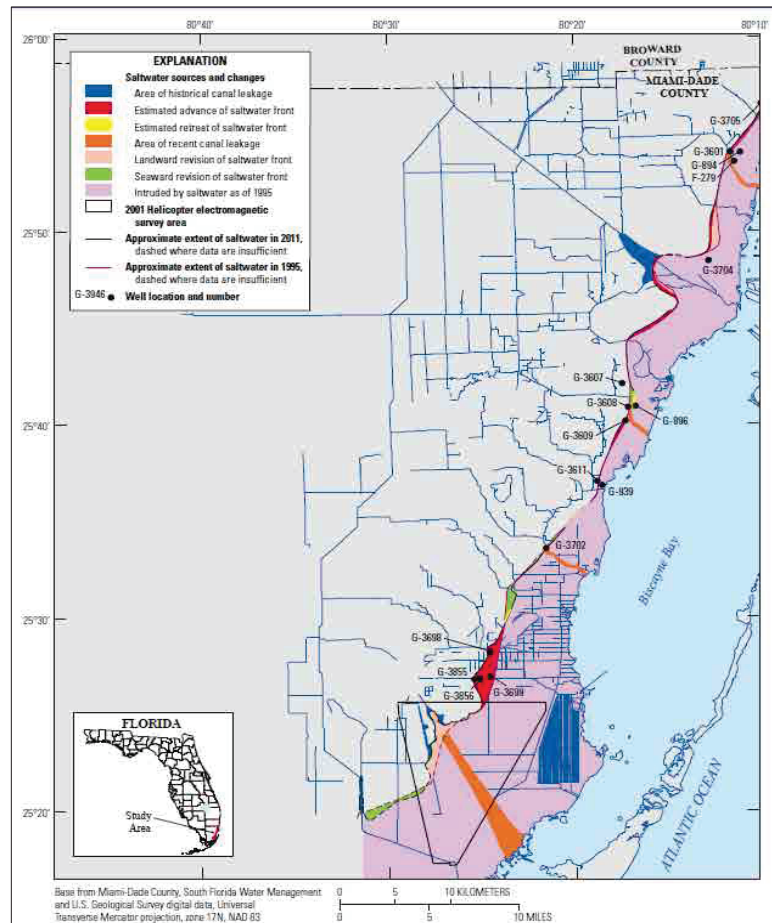 80°40'
80°30'
80°20'
80°10'
26°00'
EXPLANATION
Saltwater sources and changes
Area of historical canal leakage
Estimated advance of saltwater front
Estimated retreat of saltwater front
Area of recent canal leakage
Landward revision of saltwater front
Seaward revision of saltwater front
Intruded by saltwater as of 1995
2001 Helicopter electromagnetic
survey area
Approximate extent of saltwater in 2011,
dashed where data are insufficient
Approximate extent of saltwater in 1995,
dashed where data are insufficient
G-3946
Well location and number
BROWARD
COUNTY
MIAMI-DADE
COUNTY
G-3705
G-3601
G-894
F-279
25°50'
G-3704
G-3607
G-3608
G-896
25°40'
G-3609
G-3611
G-939
G-3702
Biscayne Bay
25°30'
G-3698
G-3855
G-3856
G-3699
FLORIDA
Study
Area
25°20'
ATLANTIC OCEAN
Base from Miami-Dade County, South Florida Water Management
and U.S. Geological Survey digital data, Universal
Transverse Mercator projection, zone 17N, NAD 83
0 5 10 KILOMETERS
0 5 10 MILES